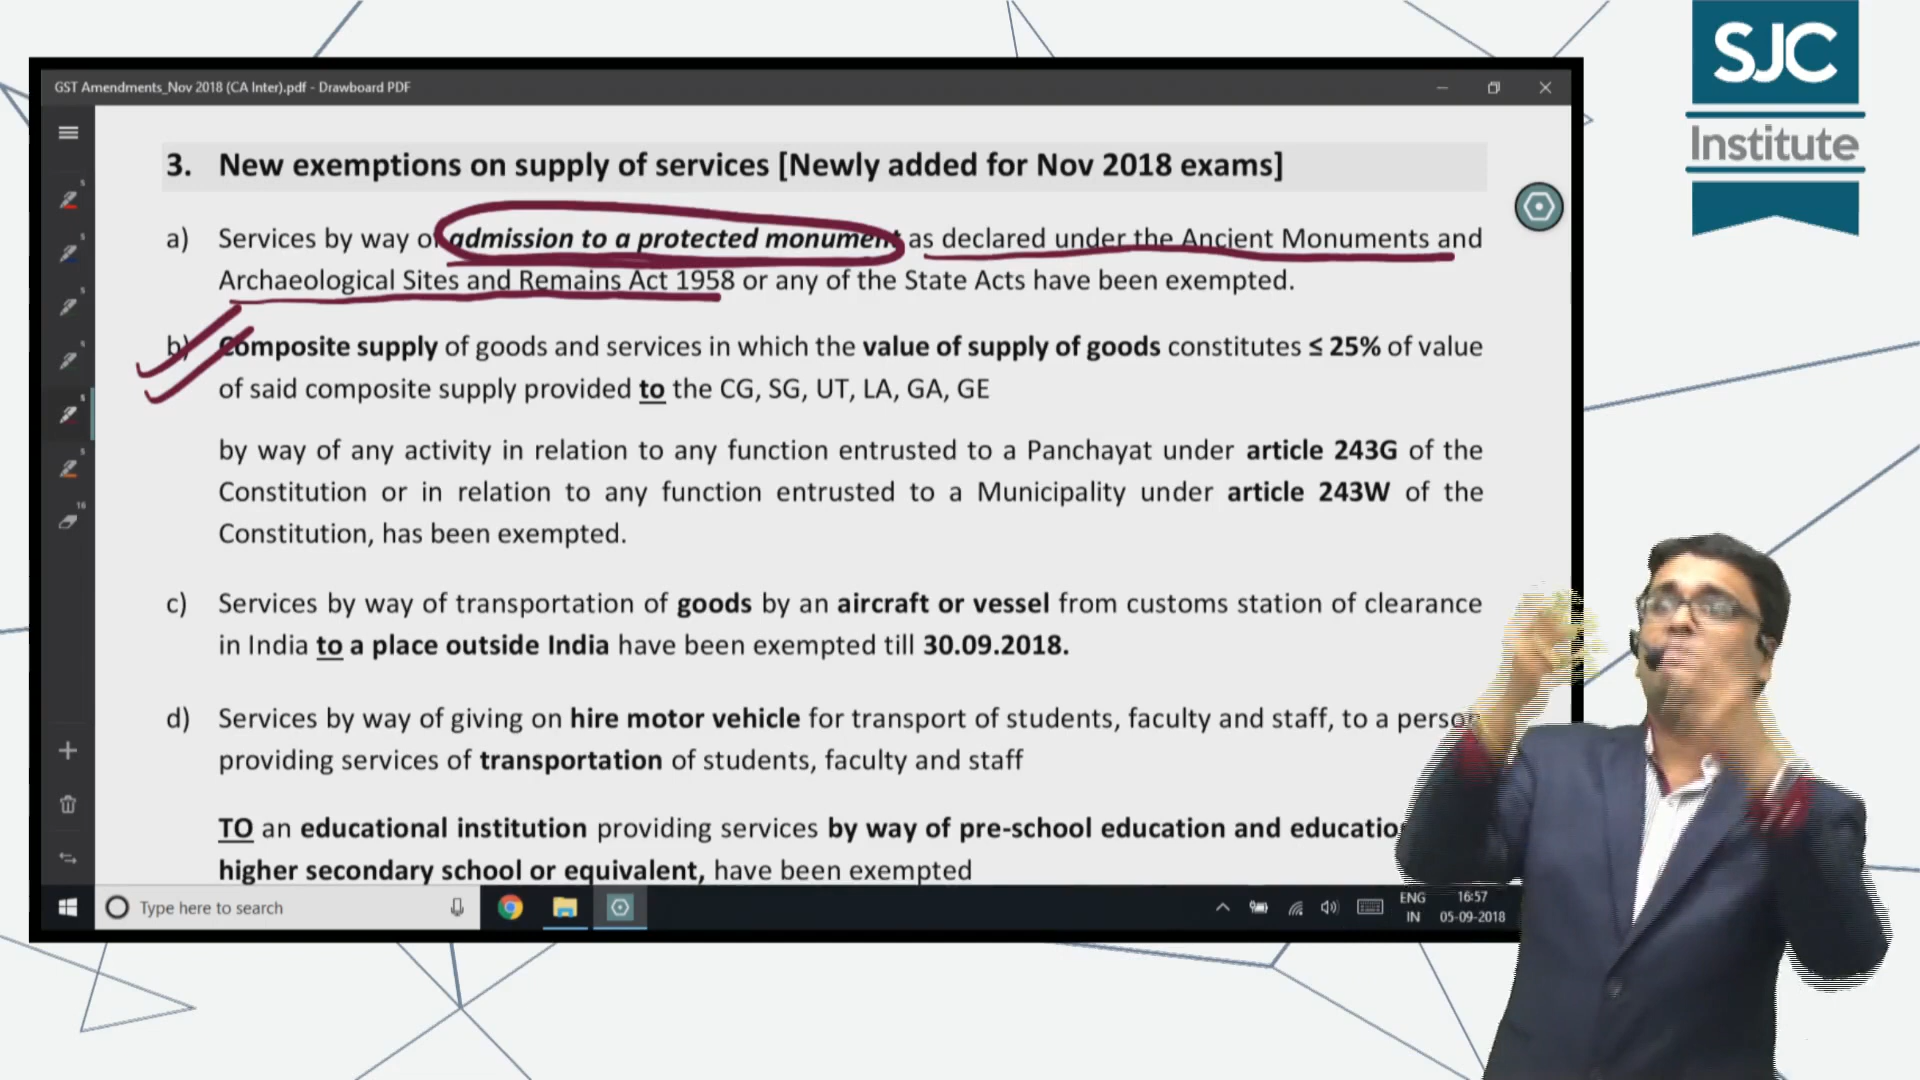 SJC
Institute
GST Amendments_Nov 2018 (CA Inter).pdf - Drawboard PDF
3. New exemptions on supply of services [Newly added for Nov 2018 exams]
a) Services by way of admission to a protected monument as declared under the Ancient Monuments and
Archaeological Sites and Remains Act 1958 or any of the State Acts have been exempted.
b) Composite supply of goods and services in which the value of supply of goods constitutes ≤ 25% of value
of said composite supply provided to the CG, SG, UT, LA, GA, GE
by way of any activity in relation to any function entrusted to a Panchayat under article 243G of the
Constitution or in relation to any function entrusted to a Municipality under article 243W of the
Constitution, has been exempted.
c) Services by way of transportation of goods by an aircraft or vessel from customs station of clearance
in India to a place outside India have been exempted till 30.09.2018.
d) Services by way of giving on hire motor vehicle for transport of students, faculty and staff, to a person
providing services of transportation of students, faculty and staff
TO an educational institution providing services by way of pre-school education and educatio
higher secondary school or equivalent, have been exempted
5
5
5
5
5
5
16
Type here to search
ENG
IN
16:57
05-09-2018